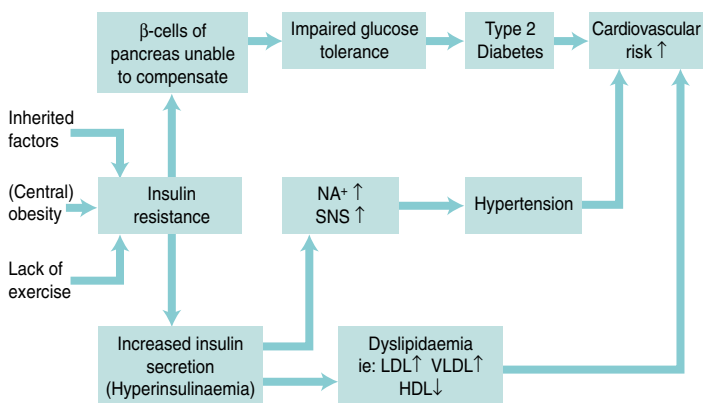 β-cells of
pancreas unable
to compensate
Impaired glucose
tolerance
Type 2
Diabetes
Cardiovascular
risk ↑
Inherited
factors
(Central)
obesity
Lack of
exercise
Insulin
resistance
NA⁺ ↑
SNS ↑
Hypertension
Increased insulin
secretion
(Hyperinsulinaemia)
Dyslipidaemia
ie: LDL↑ VLDL↑
HDL↓